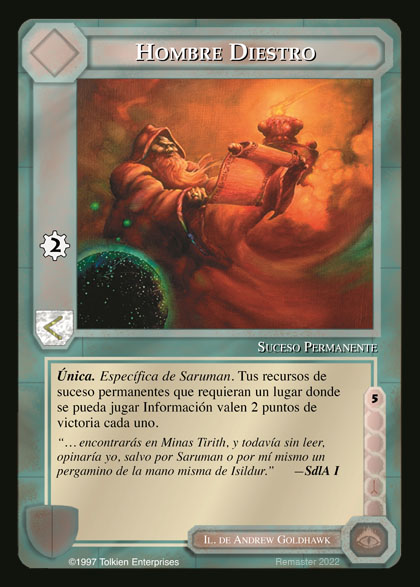 HOMBRE DIESTRO
2
SUCESO PERMANENTE
Única. Específica de Saruman. Tus recursos de
suceso permanentes que requieran un lugar donde
se pueda jugar Información valen 2 puntos de
victoria cada uno.
5
“… encontrarás en Minas Tirith, y todavía sin leer,
opinaría yo, salvo por Saruman o por mí mismo un
pergamino de la mano misma de Isildur.” —SdlA I
IL. DE ANDREW GOLDHAWK
©1997 Tolkien Enterprises
Remaster 2022